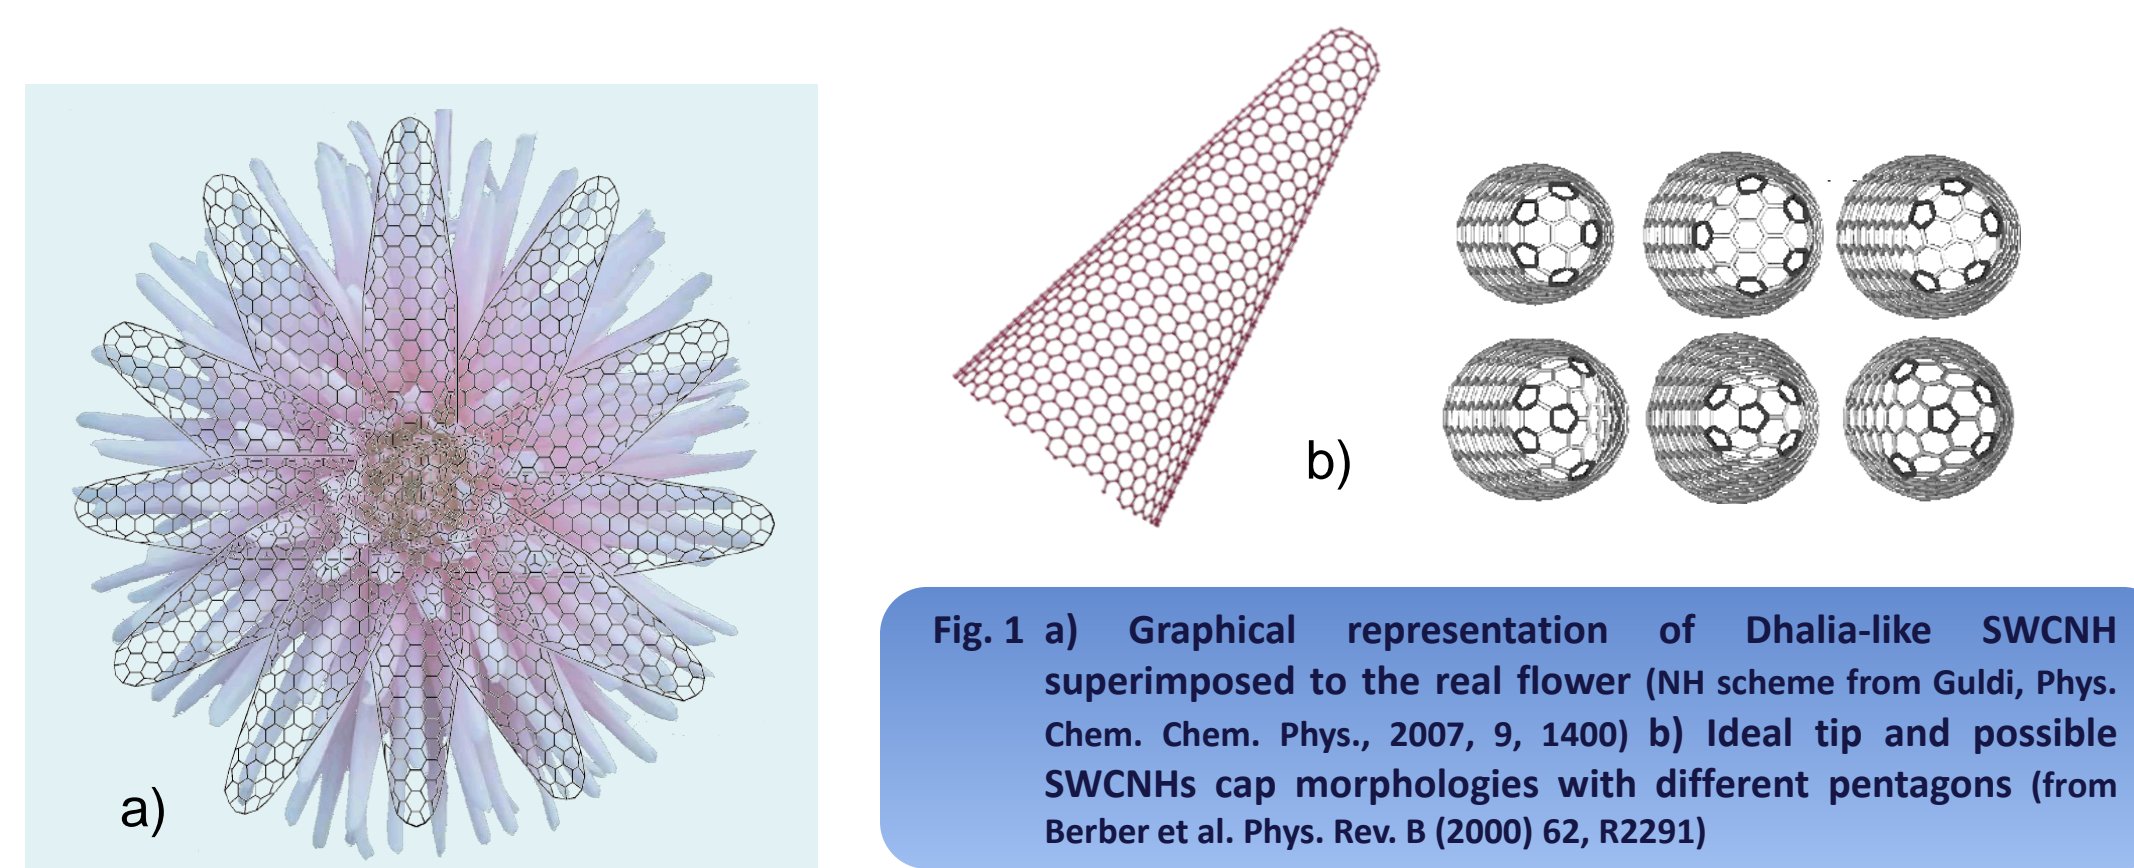 a)
b)
Fig. 1 a) Graphical representation of Dhalia-like SWCNH
superimposed to the real flower (NH scheme from Guldi, Phys.
Chem. Chem. Phys., 2007, 9, 1400) b) Ideal tip and possible
SWCNHs cap morphologies with different pentagons (from
Berber et al. Phys. Rev. B (2000) 62, R2291)